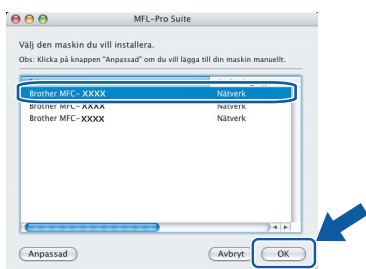 MFL-Pro Suite
Välj den maskin du vill installera.
Obs: Klicka på knappen "Anpassad" om du vill lägga till din maskin manuellt.
Brother MFC- XXXX Nätverk
Brother MFC- XXXX Nätverk
Brother MFC- XXXX Nätverk
Anpassad Avbryt OK